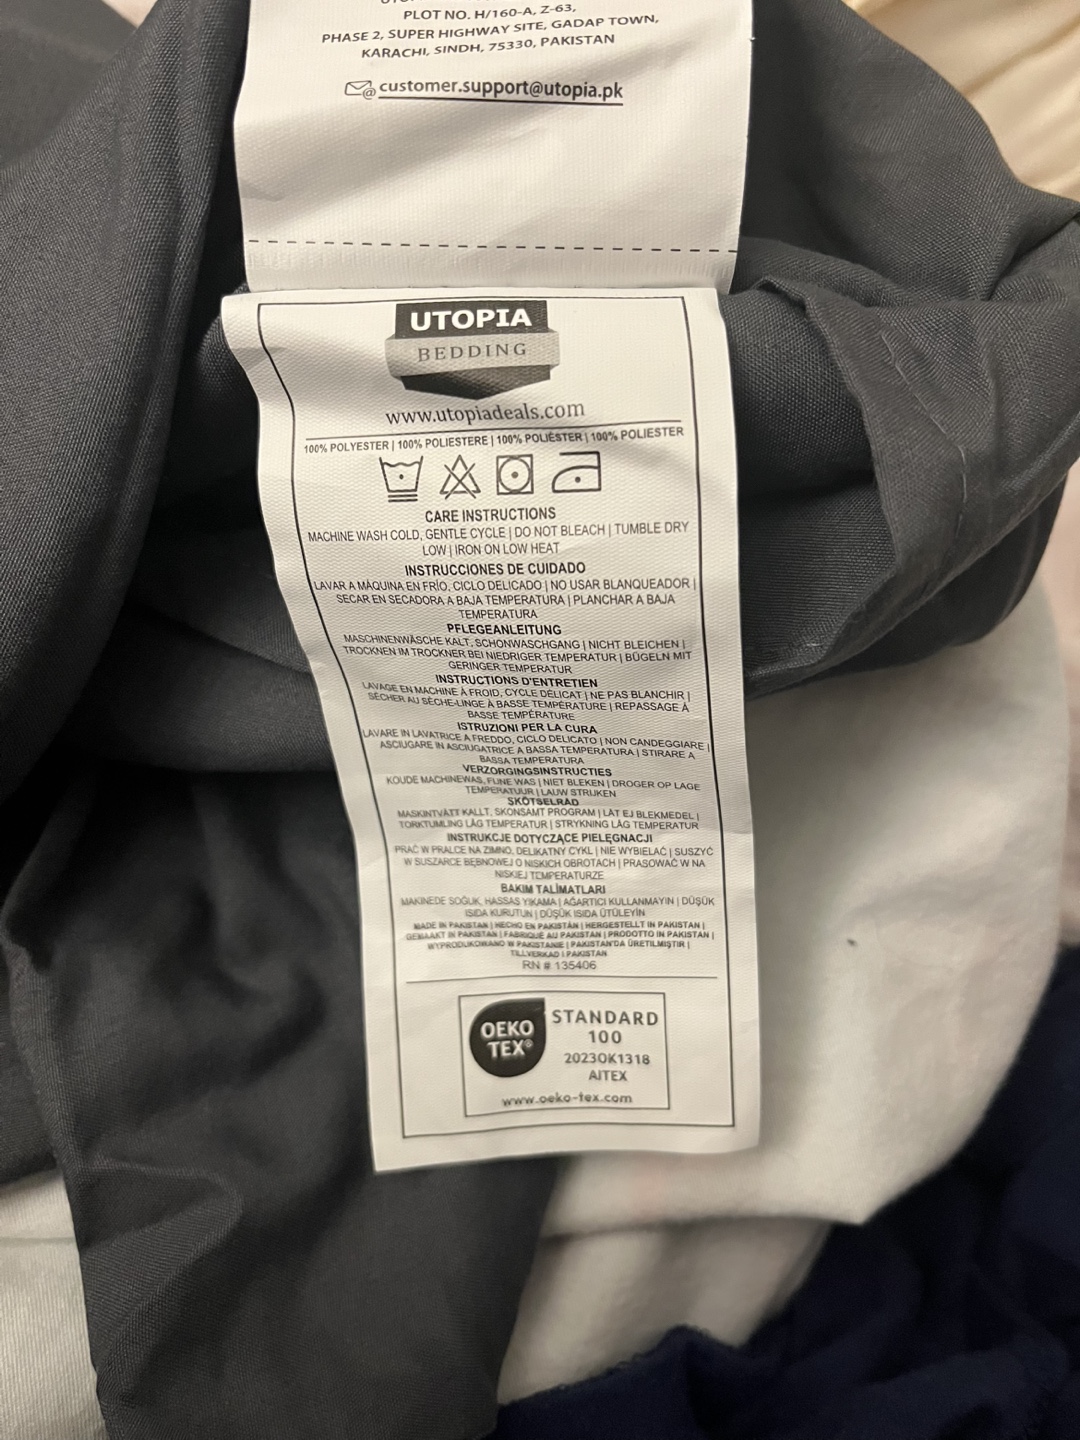 PLOT NO. H/160-A, Z-63,
PHASE 2, SUPER HIGHWAY SITE, GADAP TOWN,
KARACHI, SINDH, 75330, PAKISTAN
customer.support@utopia.pk
UTOPIA
BEDDING
www.utopiadeals.com
100% POLYESTER | 100% POLIESTERE | 100% POLIÉSTER | 100% POLIESTER
CARE INSTRUCTIONS
MACHINE WASH COLD, GENTLE CYCLE | DO NOT BLEACH | TUMBLE DRY
LOW | IRON ON LOW HEAT
INSTRUCCIONES DE CUIDADO
LAVAR A MÁQUINA EN FRÍO, CICLO DELICADO | NO USAR BLANQUEADOR |
SECAR EN SECADORA A BAJA TEMPERATURA | PLANCHAR A BAJA
TEMPERATURA
PFLEGEANLEITUNG
MASCHINENWÄSCHE KALT, SCHONWASCHGANG | NICHT BLEICHEN |
TROCKNEN IM TROCKNER BEI NIEDRIGER TEMPERATUR | BÜGELN MIT
GERINGER TEMPERATUR
INSTRUCTIONS D'ENTRETIEN
LAVAGE EN MACHINE À FROID, CYCLE DÉLICAT | NE PAS BLANCHIR |
SÉCHER AU SÈCHE-LINGE À BASSE TEMPÉRATURE | REPASSAGE À
BASSE TEMPÉRATURE
ISTRUZIONI PER LA CURA
LAVARE IN LAVATRICE A FREDDO, CICLO DELICATO | NON CANDEGGIARE |
ASCIUGARE IN ASCIUGATRICE A BASSA TEMPERATURA | STIRARE A
BASSA TEMPERATURA
VERZORGINGSINSTRUCTIES
KOUDE MACHINEWAS, FIJNE WAS | NIET BLEKEN | DROGER OP LAGE
TEMPERATUUR | LAUW STRIJKEN
SKÖTSELRÅD
MASKINTVÄTT KALLT, SKONSAMT PROGRAM | LÅT EJ BLEKMEDEL |
TORKTUMLING LÅG TEMPERATUR | STRYKNING LÅG TEMPERATUR
INSTRUKCJE DOTYCZĄCE PIELĘGNACJI
PRAĆ W PRALCE NA ZIMNO, DELIKATNY CYKL | NIE WYBIELAĆ | SUSZYĆ
W SUSZARCE BĘBNOWEJ O NISKICH OBROTACH | PRASOWAĆ W NA
NISKIEJ TEMPERATURZE
BAKIM TALİMATLARI
MAKINEDE SOĞUK, HASSAS YIKAMA | AĞARTICI KULLANMAYIN | DÜŞÜK
ISIDA KURUTUN | DÜŞÜK ISIDA ÜTÜLEYİN
MADE IN PAKISTAN | HECHO EN PAKISTÁN | HERGESTELLT IN PAKISTAN |
GEMAAKT IN PAKISTAN | FABRIQUÉ AU PAKISTAN | PRODOTTO IN PAKISTAN |
WYPRODUKOWANO W PAKISTANIE | PAKISTAN'DA ÜRETİLMİŞTİR |
TILLVERKAD I PAKISTAN
RN # 135406
OEKO
TEX®
STANDARD
100
2023OK1318
AITEX
www.oeko-tex.com